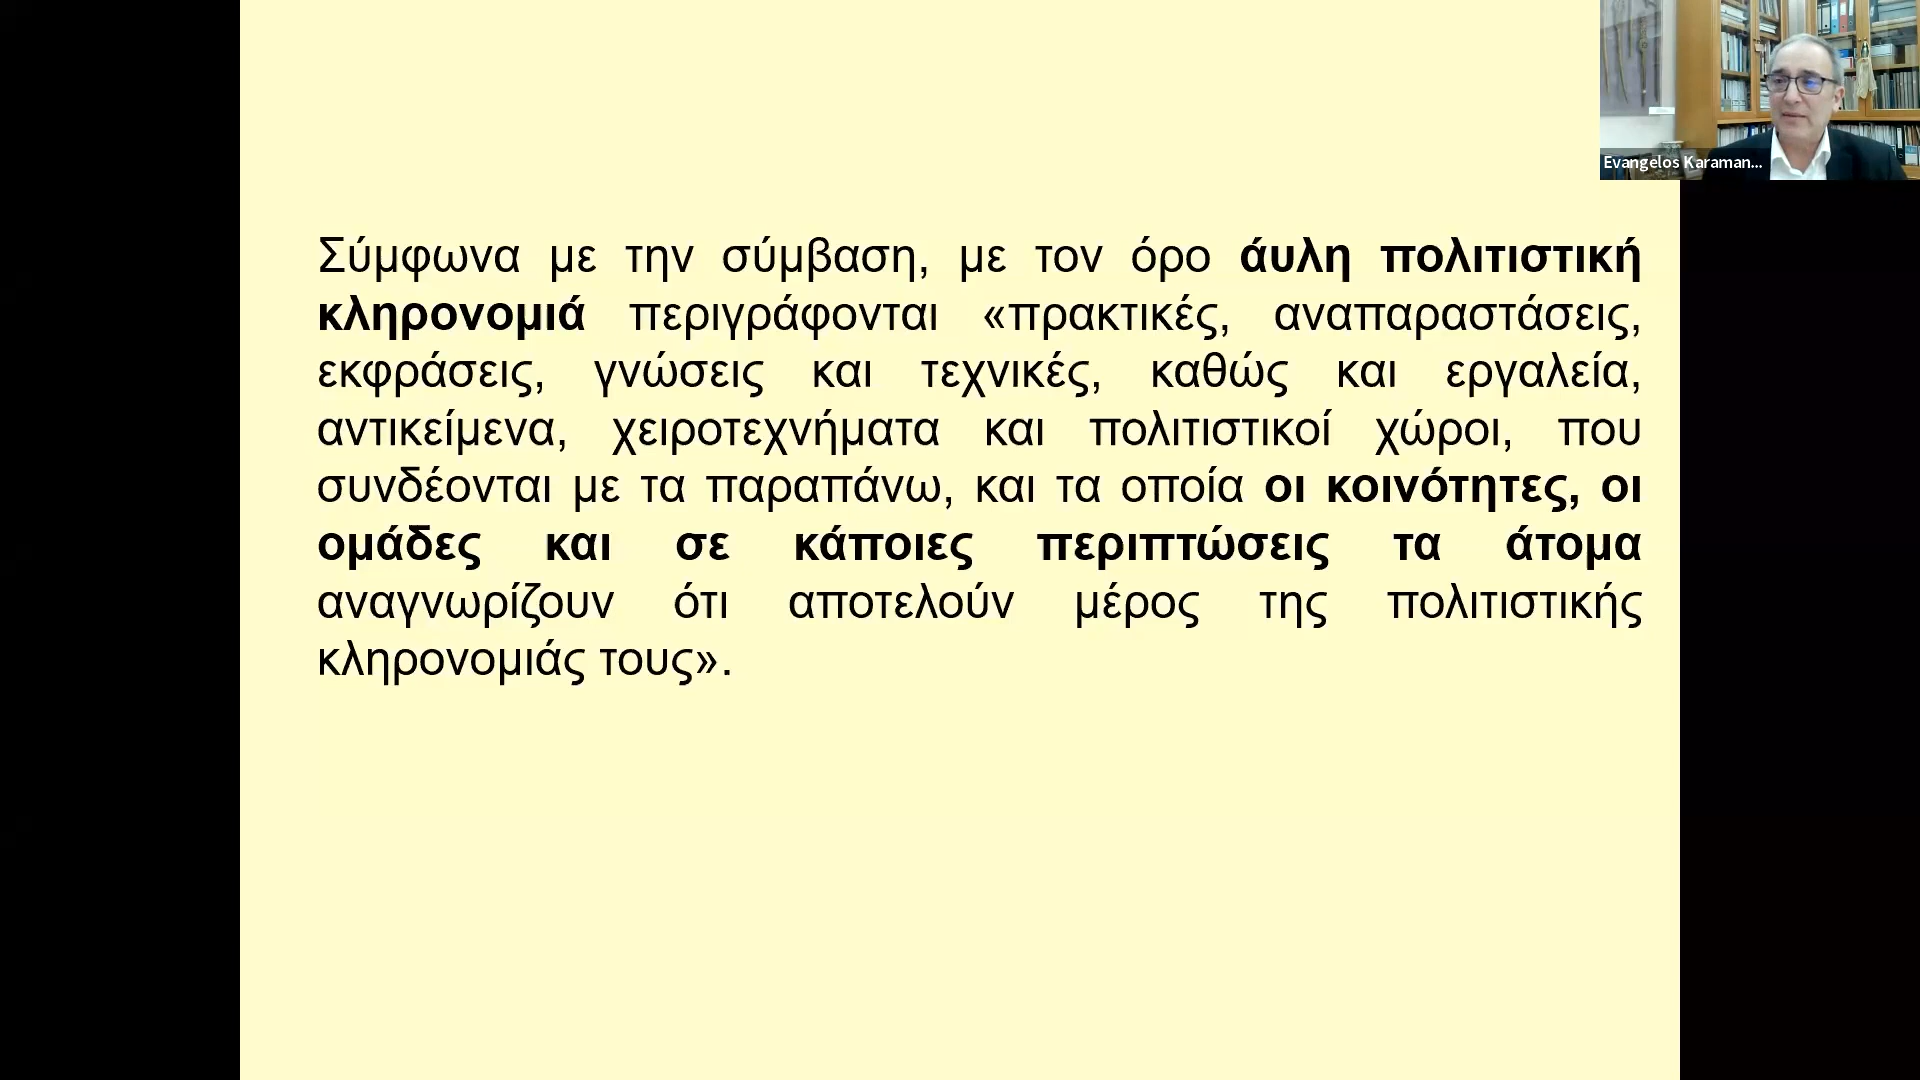 Evangelos Karaman...
Σύμφωνα με την σύμβαση, με τον όρο άυλη πολιτιστική
κληρονομιά περιγράφονται «πρακτικές, αναπαραστάσεις,
εκφράσεις, γνώσεις και τεχνικές, καθώς και εργαλεία,
αντικείμενα, χειροτεχνήματα και πολιτιστικοί χώροι, που
συνδέονται με τα παραπάνω, και τα οποία οι κοινότητες, οι
ομάδες και σε κάποιες περιπτώσεις τα άτομα
αναγνωρίζουν ότι αποτελούν μέρος της πολιτιστικής
κληρονομιάς τους».